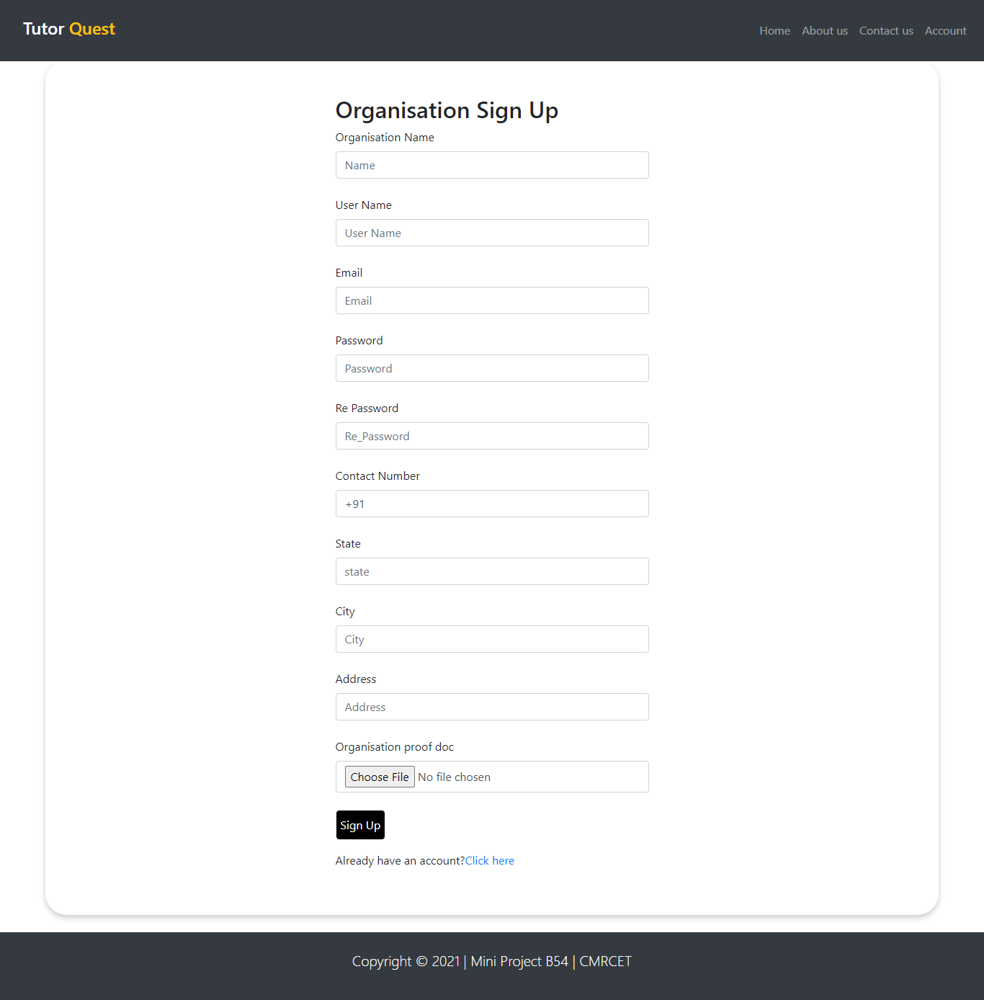 Tutor Quest
Home About us Contact us Account
Organisation Sign Up
Organisation Name
Name
User Name
User Name
Email
Email
Password
Password
Re Password
Re_Password
Contact Number
+91
State
state
City
City
Address
Address
Organisation proof doc
Choose File No file chosen
Sign Up
Already have an account?Click here
Copyright © 2021 | Mini Project B54 | CMRCET